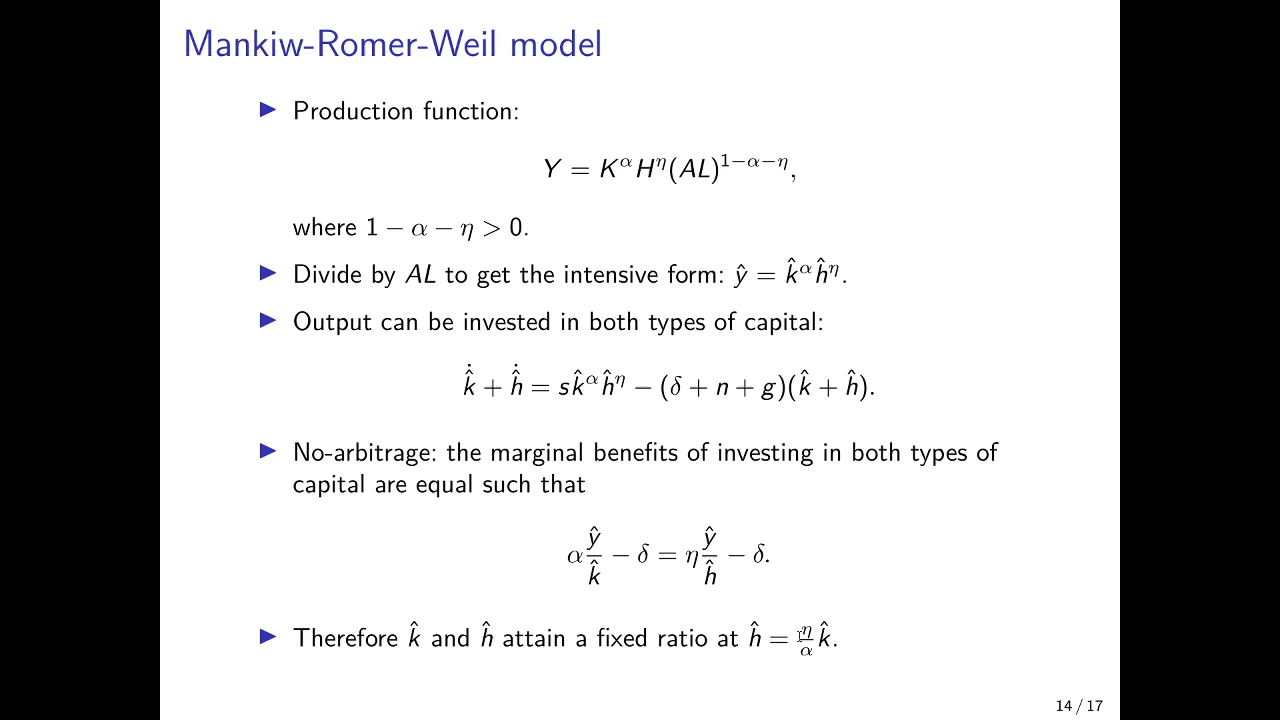 Mankiw-Romer-Weil model
▶ Production function:
Y = K^α H^η (AL)^{1−α−η},
where 1 − α − η > 0.
▶ Divide by AL to get the intensive form: ŷ = k̂^α ĥ^η.
▶ Output can be invested in both types of capital:
k̂̇ + ĥ̇ = sk̂^α ĥ^η − (δ + n + g)(k̂ + ĥ).
▶ No-arbitrage: the marginal benefits of investing in both types of
capital are equal such that
α ŷ/k̂ − δ = η ŷ/ĥ − δ.
▶ Therefore k̂ and ĥ attain a fixed ratio at ĥ = η/α k̂.
14 / 17